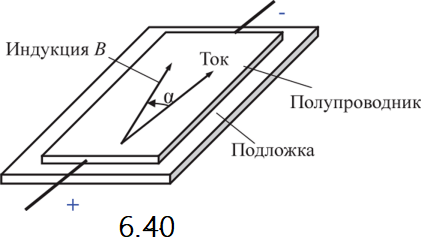 -
Индукция B
Ток
α
Полупроводник
Подложка
+
6.40